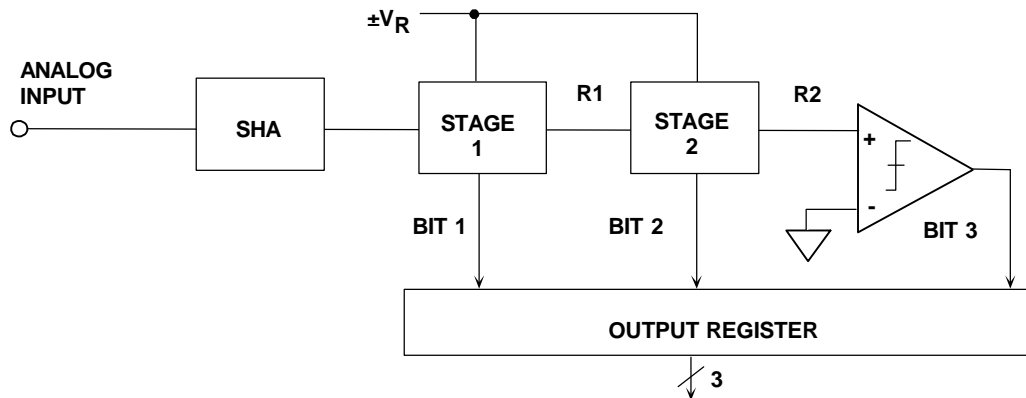 ±VR
ANALOG
INPUT
SHA
STAGE
1
R1
STAGE
2
R2
+
-
BIT 1
BIT 2
BIT 3
OUTPUT REGISTER
3